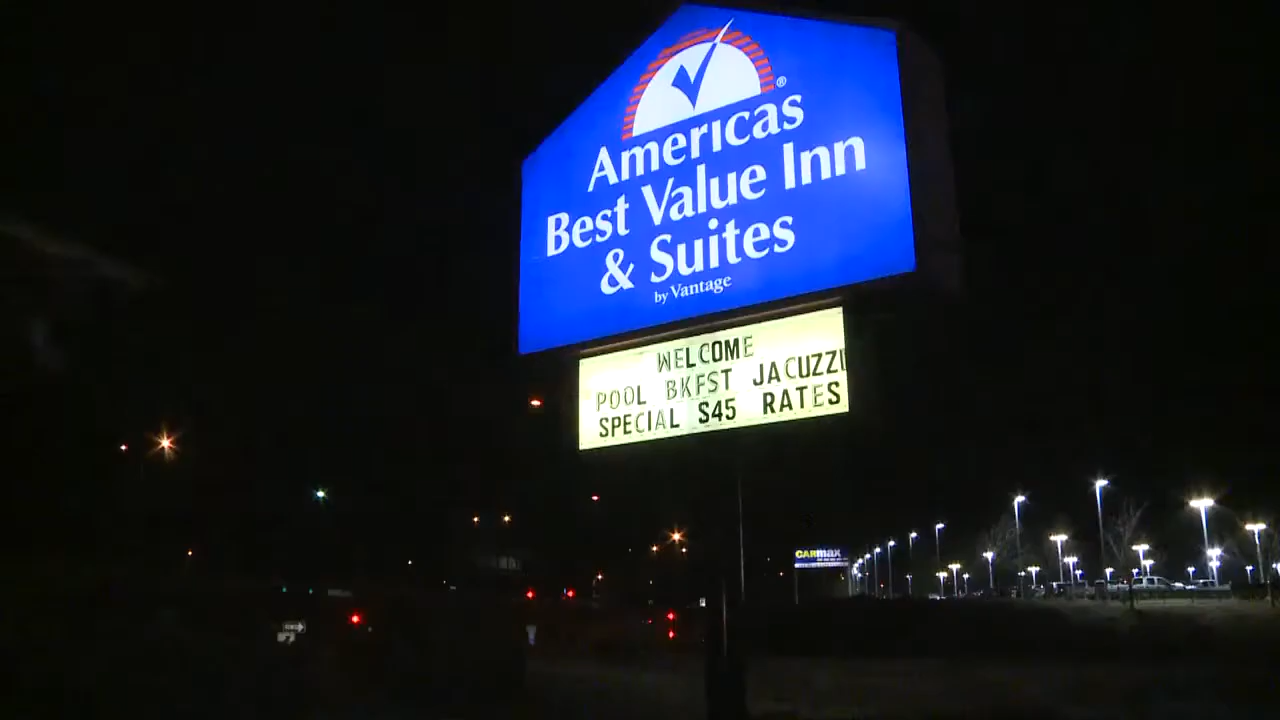 Americas
Best Value Inn
& Suites
by Vantage
®
WELCOME
POOL BKFST JACUZZI
SPECIAL $45 RATES
CARMAX